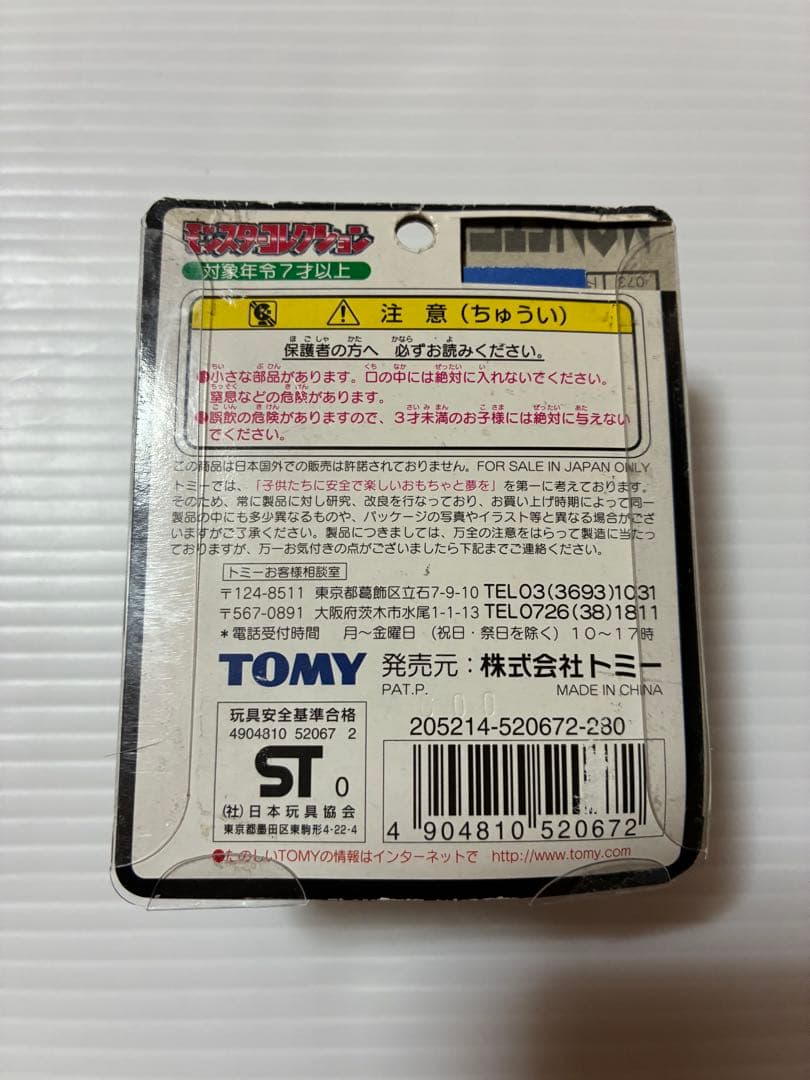 モンスターコレクション
対象年令7才以上
073
注 意 (ちゅうい)
保護者の方へ 必ずお読みください。
●小さな部品があります。口の中には絶対に入れないでください。
窒息などの危険があります。
●誤飲の危険がありますので、3才未満のお子様には絶対に与えない
でください。
この商品は日本国外での販売は許諾されておりません。FOR SALE IN JAPAN ONLY
トミーでは、「子供たちに安全で楽しいおもちゃと夢を」を第一に考えております。
そのため、常に製品に対し研究、改良を行なっており、お買い上げ時期によって同一
製品の中にも多少異なるものや、パッケージの写真やイラスト等と異なる場合がござ
いますがご了承ください。製品につきましては、万全の注意をはらって製造に当たっ
ておりますが、万一お気付きの点がございましたら下記までご連絡ください。
トミーお客様相談室
〒124-8511 東京都葛飾区立石7-9-10 TEL03(3693)1031
〒567-0891 大阪府茨木市水尾1-1-13 TEL0726(38)1811
*電話受付時間 月〜金曜日 (祝日・祭日を除く) 10〜17時
TOMY 発売元:株式会社トミー
PAT.P. MADE IN CHINA
玩具安全基準合格
4904810 52067 2
ST 0
(社)日本玩具協会
東京都墨田区東駒形4-22-4
205214-520672-280
4 904810 520672
●たのしいTOMYの情報はインターネットで http://www.tomy.com